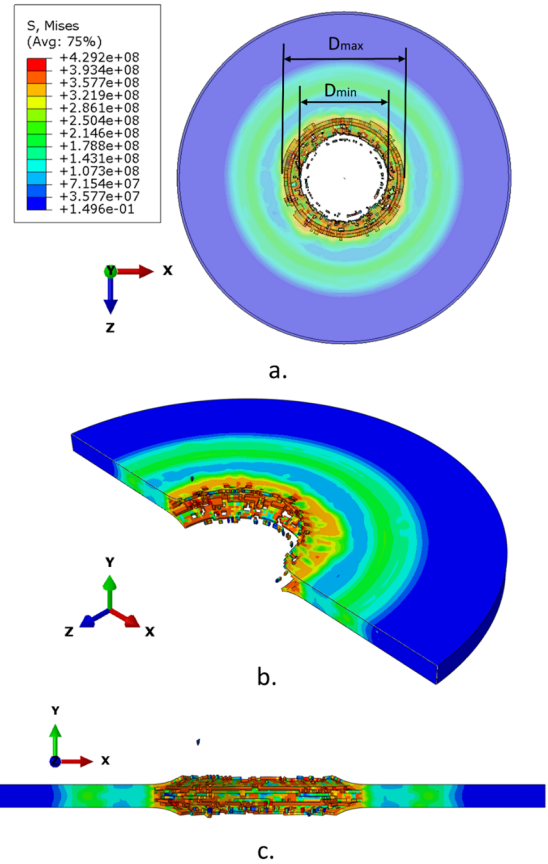 S, Mises
(Avg: 75%)
+4.292e+08
+3.934e+08
+3.577e+08
+3.219e+08
+2.861e+08
+2.504e+08
+2.146e+08
+1.788e+08
+1.431e+08
+1.073e+08
+7.154e+07
+3.577e+07
+1.496e-01
Dmax
Dmin
Y
X
Z
a.
Y
Z
X
b.
Y
Z
X
c.